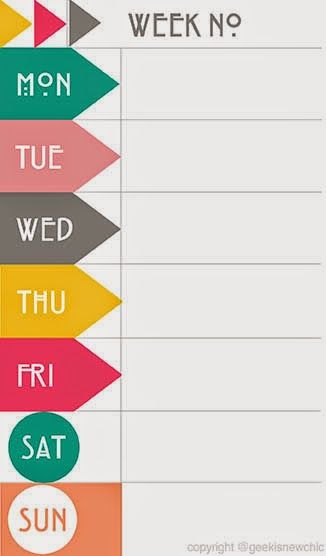 WEEK NO
MON
TUE
WED
THU
FRI
SAT
SUN
copyright @geekisnewchic